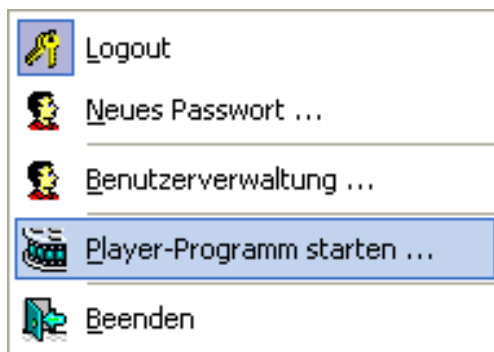 Logout
Neues Passwort ...
Benutzerverwaltung ...
Player-Programm starten ...
Beenden